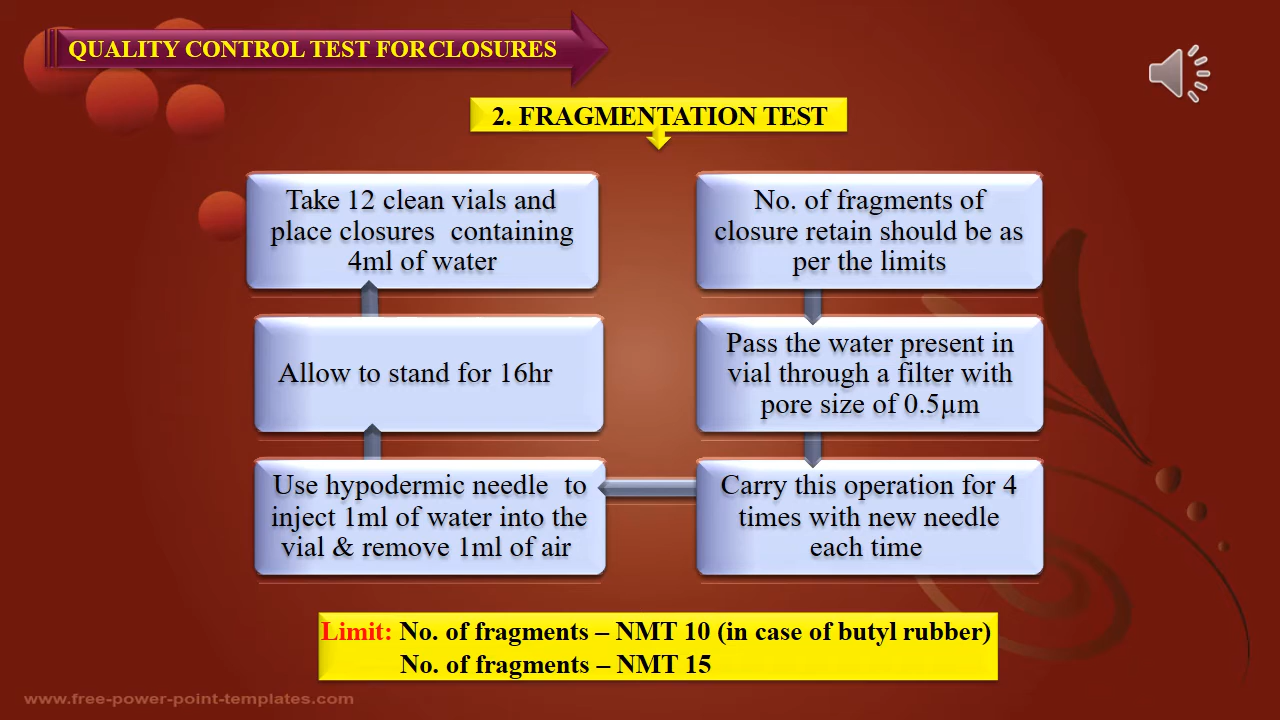 QUALITY CONTROL TEST FOR CLOSURES
2. FRAGMENTATION TEST
Take 12 clean vials and
place closures containing
4ml of water
Allow to stand for 16hr
Use hypodermic needle to
inject 1ml of water into the
vial & remove 1ml of air
Carry this operation for 4
times with new needle
each time
Pass the water present in
vial through a filter with
pore size of 0.5µm
No. of fragments of
closure retain should be as
per the limits
Limit: No. of fragments – NMT 10 (in case of butyl rubber)
No. of fragments – NMT 15
www.free-power-point-templates.com